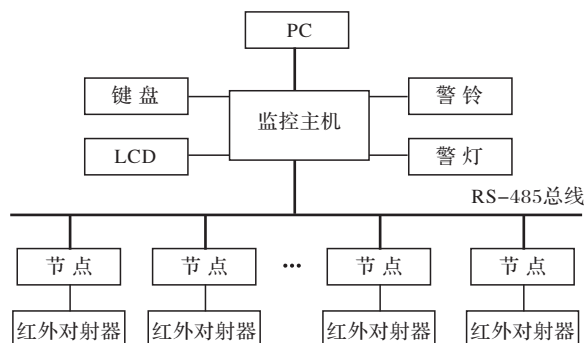 PC
键盘
监控主机
警铃
LCD
警灯
RS-485总线
节点
节点
...
节点
节点
红外对射器
红外对射器
红外对射器
红外对射器